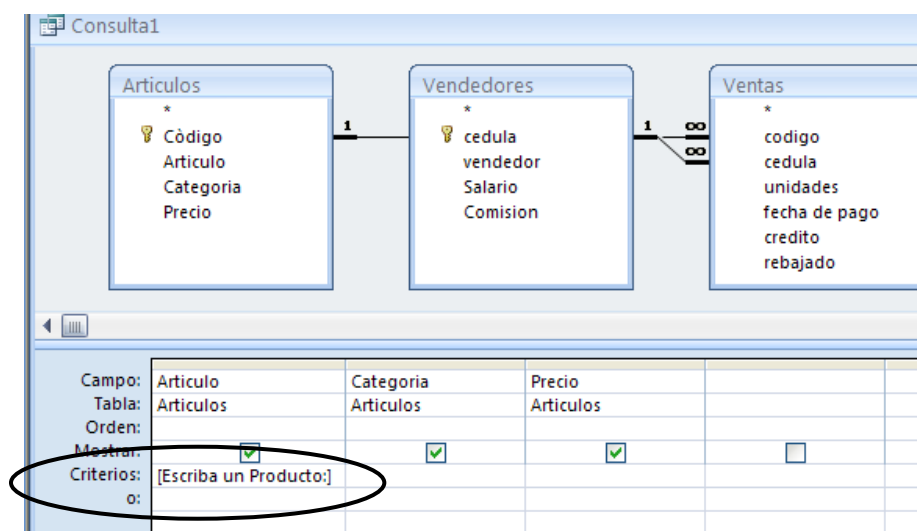 Consulta1
Articulos
*
Còdigo
Articulo
Categoria
Precio
1
Vendedores
*
cedula
vendedor
Salario
Comision
1
∞
∞
Ventas
*
codigo
cedula
unidades
fecha de pago
credito
rebajado
Campo: Articulo Categoria Precio
Tabla: Articulos Articulos Articulos
Orden:
Mostrar:
Criterios: [Escriba un Producto:]
o: